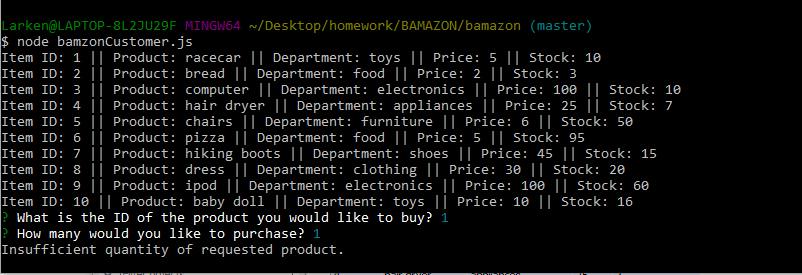 Larken@LAPTOP-8L2JU29F MINGW64 ~/Desktop/homework/BAMAZON/bamazon (master)
$ node bamzonCustomer.js
Item ID: 1 || Product: racecar || Department: toys || Price: 5 || Stock: 10
Item ID: 2 || Product: bread || Department: food || Price: 2 || Stock: 3
Item ID: 3 || Product: computer || Department: electronics || Price: 100 || Stock: 10
Item ID: 4 || Product: hair dryer || Department: appliances || Price: 25 || Stock: 7
Item ID: 5 || Product: chairs || Department: furniture || Price: 6 || Stock: 50
Item ID: 6 || Product: pizza || Department: food || Price: 5 || Stock: 95
Item ID: 7 || Product: hiking boots || Department: shoes || Price: 45 || Stock: 15
Item ID: 8 || Product: dress || Department: clothing || Price: 30 || Stock: 20
Item ID: 9 || Product: ipod || Department: electronics || Price: 100 || Stock: 60
Item ID: 10 || Product: baby doll || Department: toys || Price: 10 || Stock: 16
? What is the ID of the product you would like to buy? 1
? How many would you like to purchase? 1
Insufficient quantity of requested product.